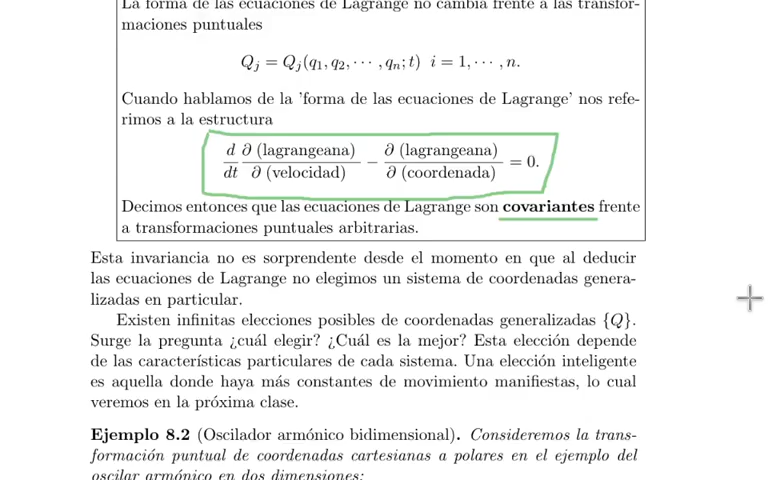 La forma de las ecuaciones de Lagrange no cambia frente a las transfor-
maciones puntuales
Q_j = Q_j(q_1, q_2, ⋯ , q_n; t)  i = 1, ⋯ , n.
Cuando hablamos de la 'forma de las ecuaciones de Lagrange' nos refe-
rimos a la estructura
d/dt ∂ (lagrangeana)/∂ (velocidad) − ∂ (lagrangeana)/∂ (coordenada) = 0.
Decimos entonces que las ecuaciones de Lagrange son covariantes frente
a transformaciones puntuales arbitrarias.
Esta invariancia no es sorprendente desde el momento en que al deducir
las ecuaciones de Lagrange no elegimos un sistema de coordenadas genera-
lizadas en particular.
Existen infinitas elecciones posibles de coordenadas generalizadas {Q}.
Surge la pregunta ¿cuál elegir? ¿Cuál es la mejor? Esta elección depende
de las características particulares de cada sistema. Una elección inteligente
es aquella donde haya más constantes de movimiento manifiestas, lo cual
veremos en la próxima clase.
Ejemplo 8.2 (Oscilador armónico bidimensional). Consideremos la trans-
formación puntual de coordenadas cartesianas a polares en el ejemplo del
oscilar armónico en dos dimensiones: